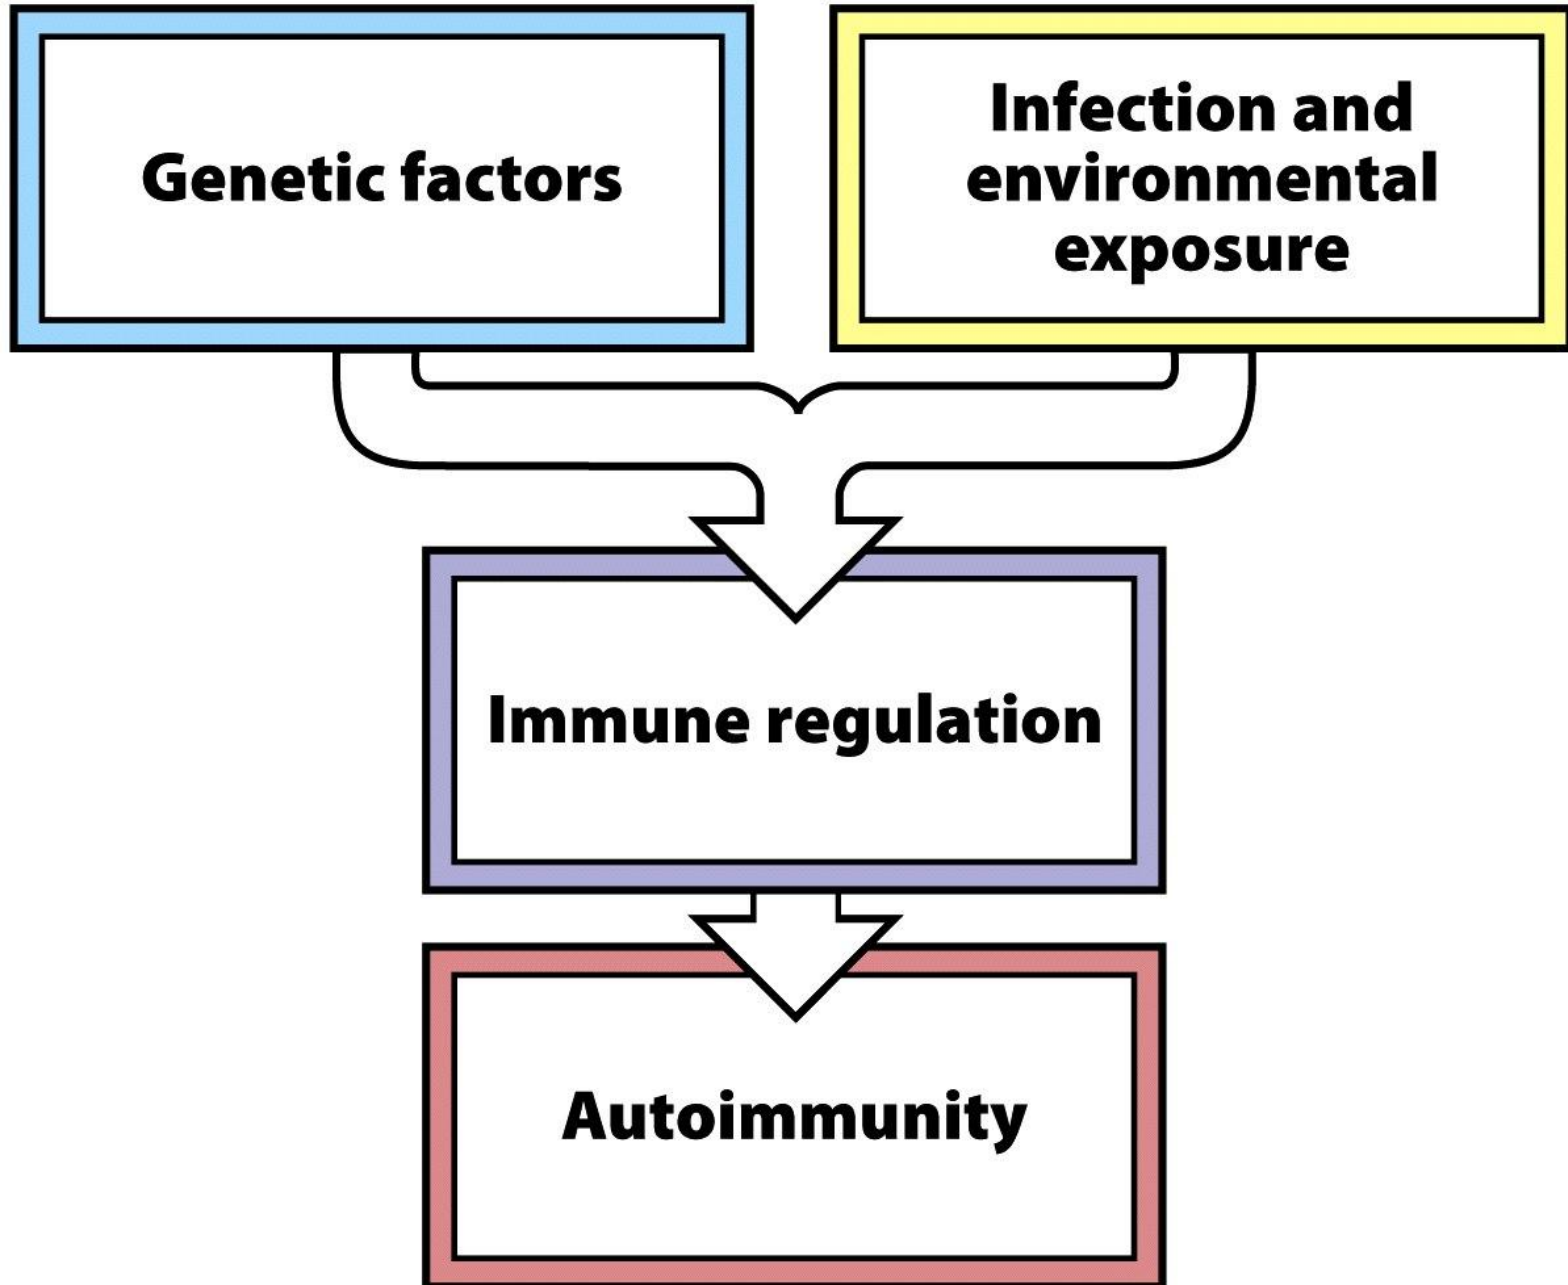 Genetic factors
Infection and
environmental
exposure
Immune regulation
Autoimmunity